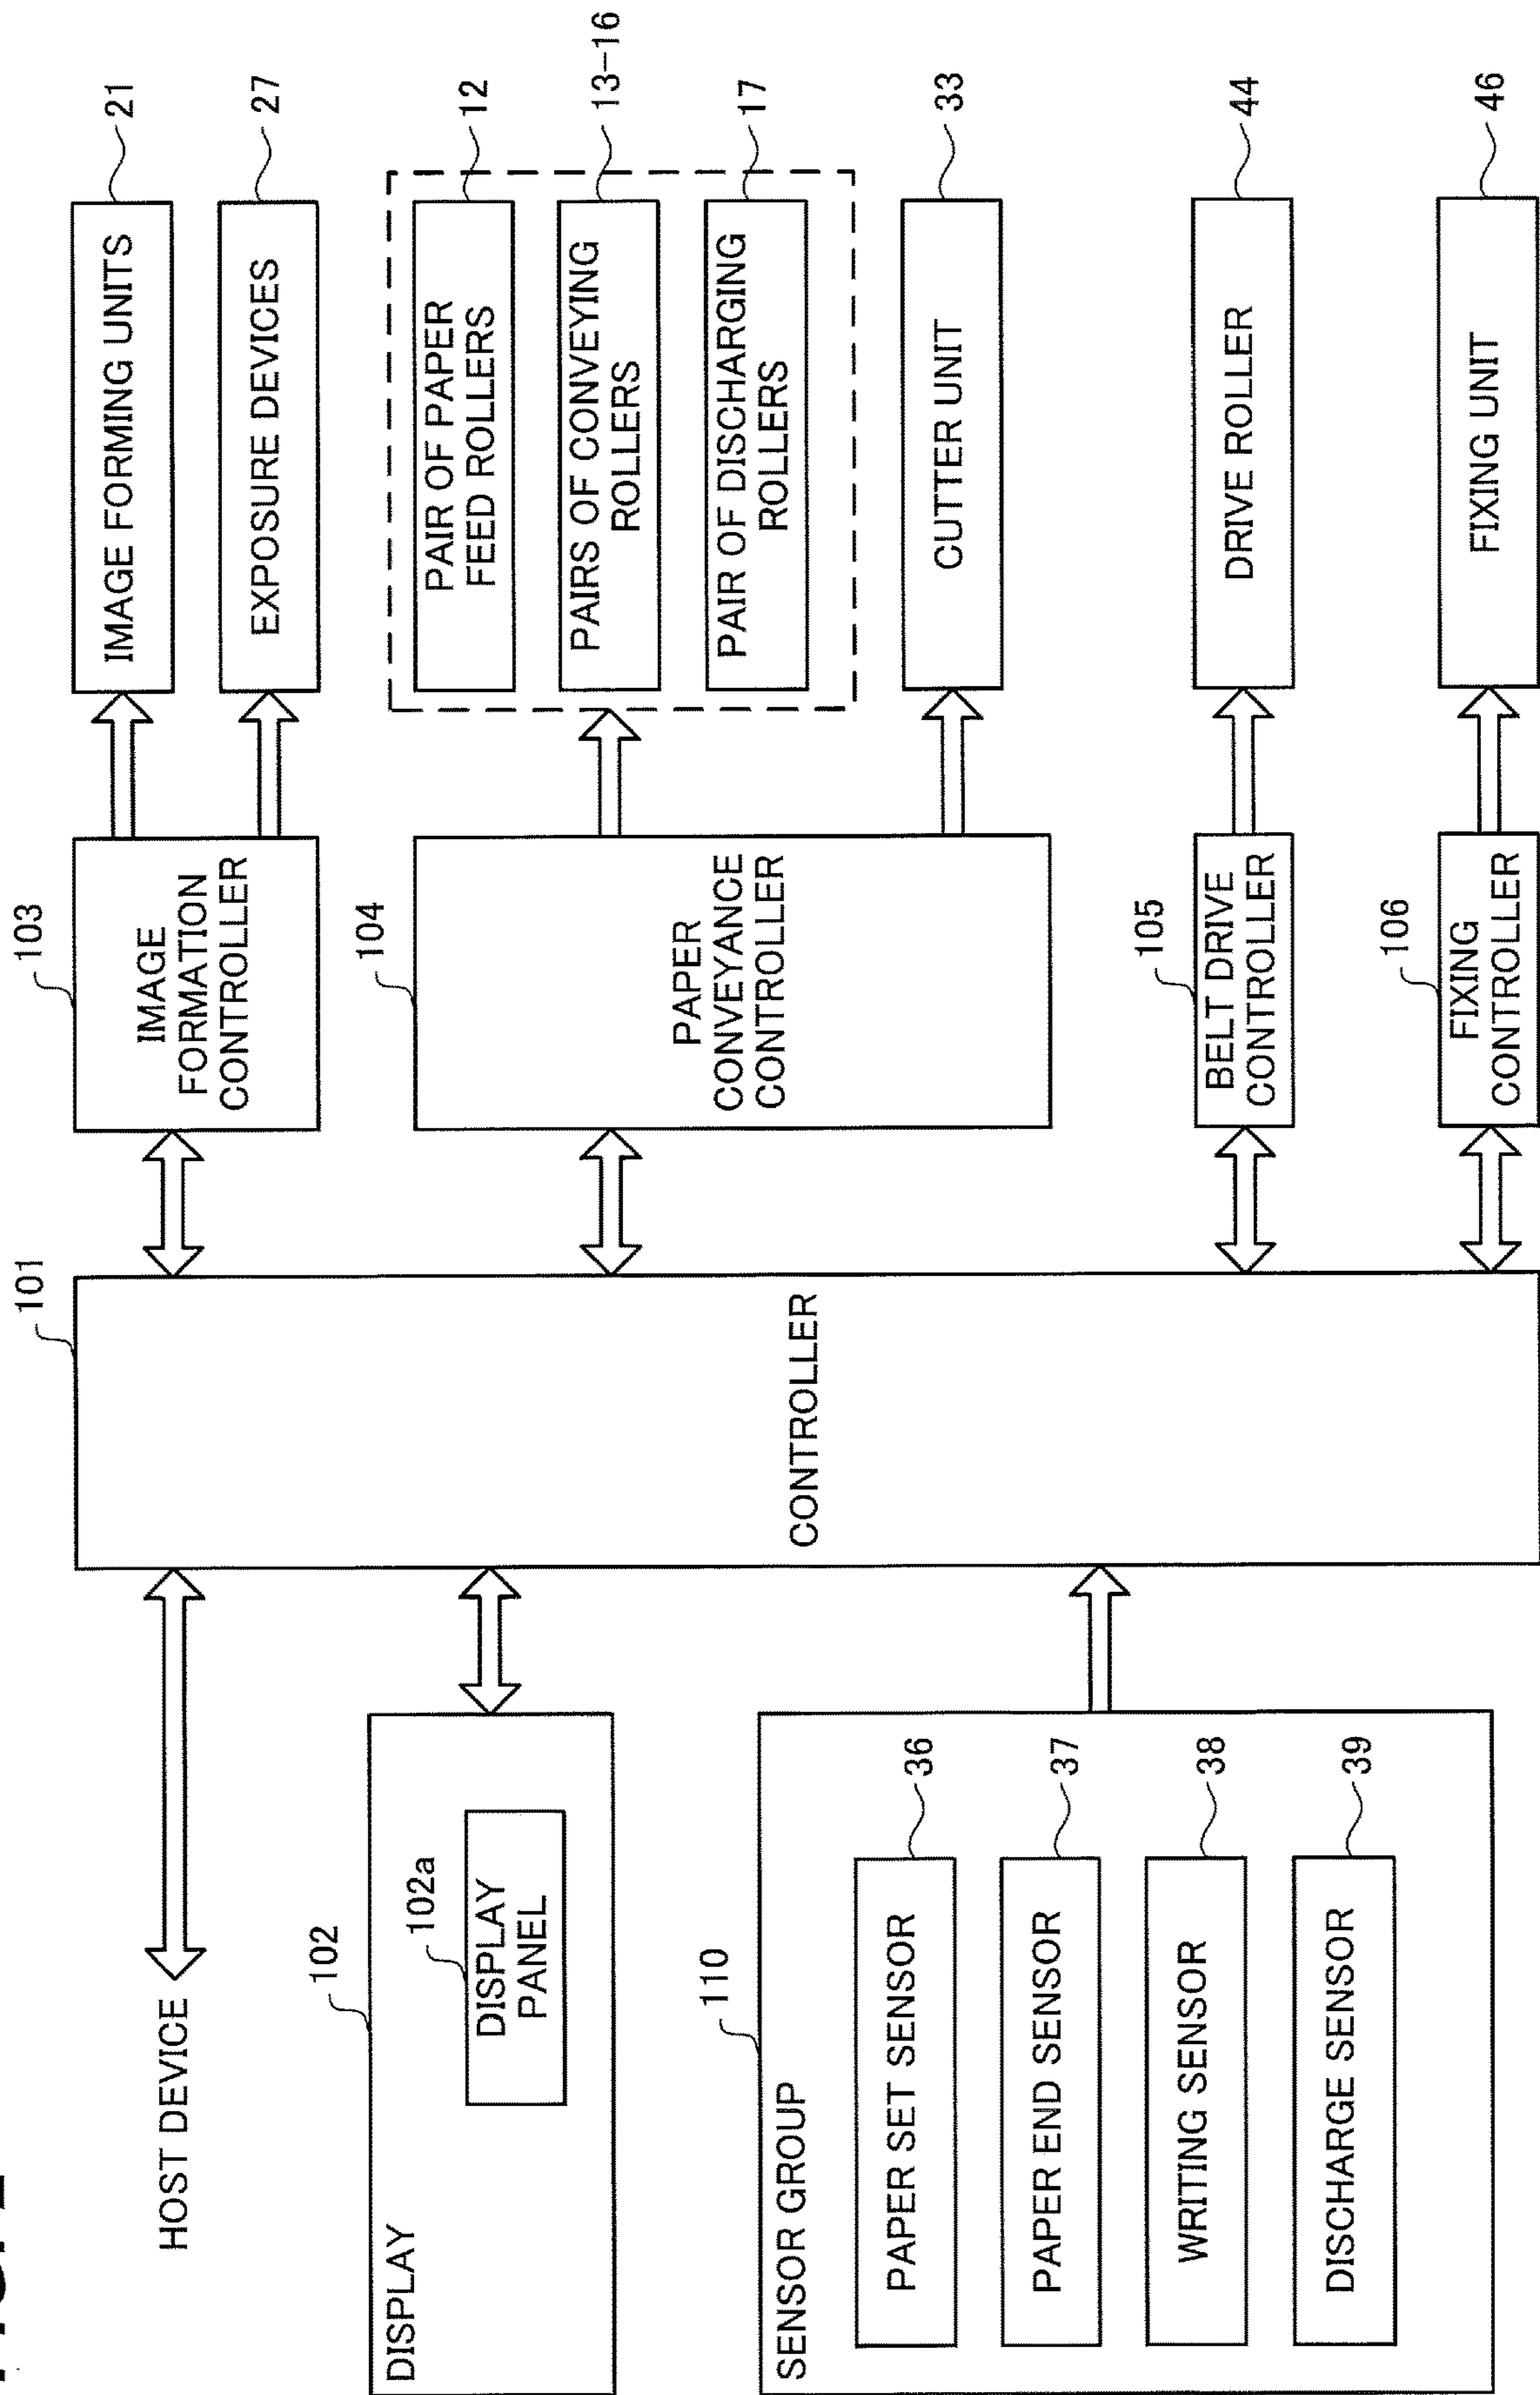 HOST DEVICE
102
DISPLAY
102a
DISPLAY
PANEL
110
SENSOR GROUP
PAPER SET SENSOR
36
PAPER END SENSOR
37
WRITING SENSOR
38
DISCHARGE SENSOR
39
101
CONTROLLER
103
IMAGE
FORMATION
CONTROLLER
104
PAPER
CONVEYANCE
CONTROLLER
105
BELT DRIVE
CONTROLLER
106
FIXING
CONTROLLER
IMAGE FORMING UNITS
21
EXPOSURE DEVICES
27
PAIR OF PAPER
FEED ROLLERS
12
PAIRS OF CONVEYING
ROLLERS
13-16
PAIR OF DISCHARGING
ROLLERS
17
CUTTER UNIT
33
DRIVE ROLLER
44
FIXING UNIT
46